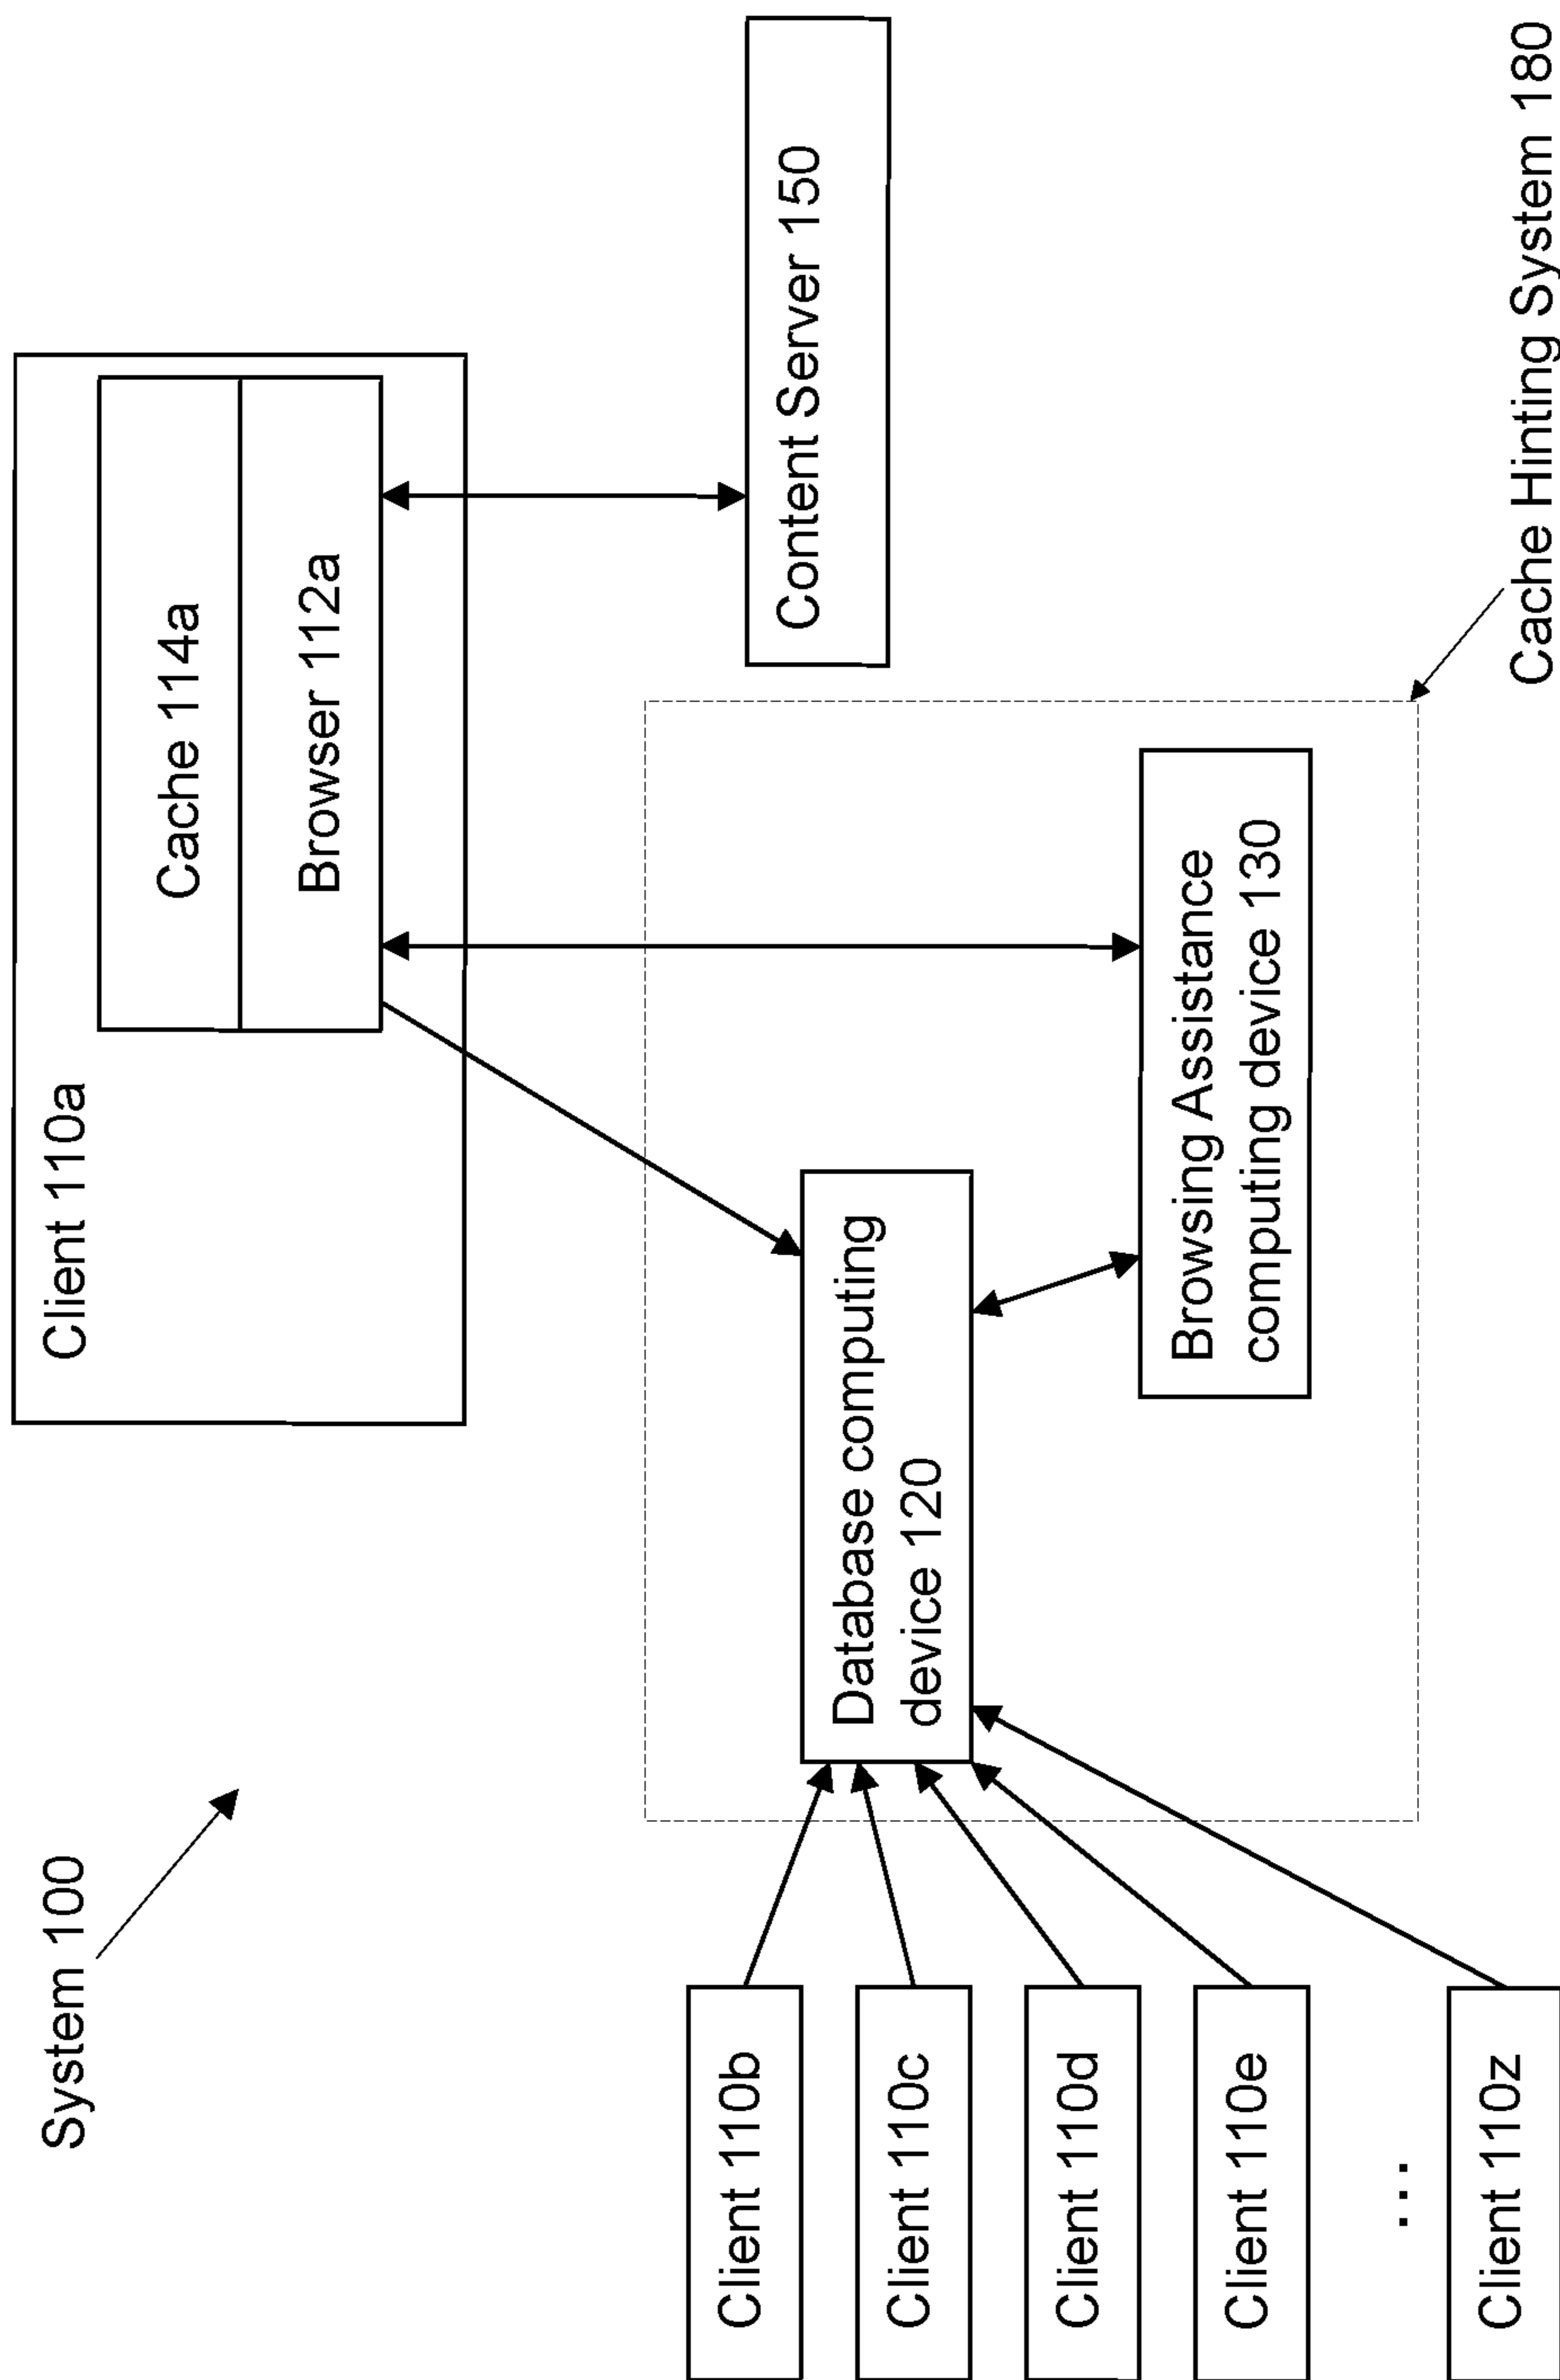 System 100
Client 110a
Cache 114a
Browser 112a
Content Server 150
Database computing
device 120
Browsing Assistance
computing device 130
Client 110b
Client 110c
Client 110d
Client 110e
...
Client 110z
Cache Hinting System 180